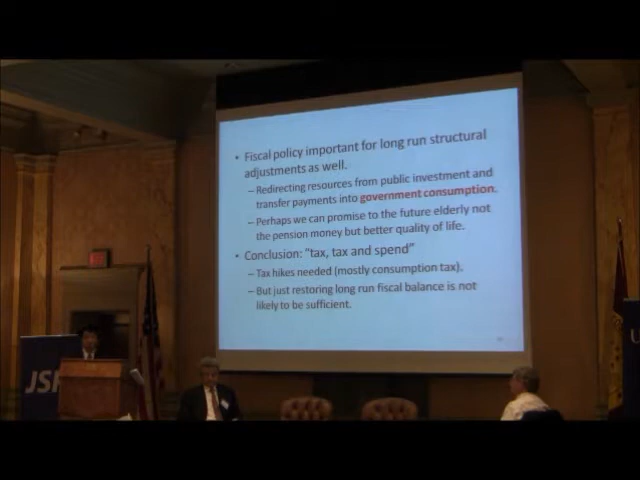 • Fiscal policy important for long run structural
adjustments as well.
– Redirecting resources from public investment and
transfer payments into government consumption.
– Perhaps we can promise to the future elderly not
the pension money but better quality of life.
• Conclusion: "tax, tax and spend"
– Tax hikes needed (mostly consumption tax).
– But just restoring long run fiscal balance is not
likely to be sufficient.